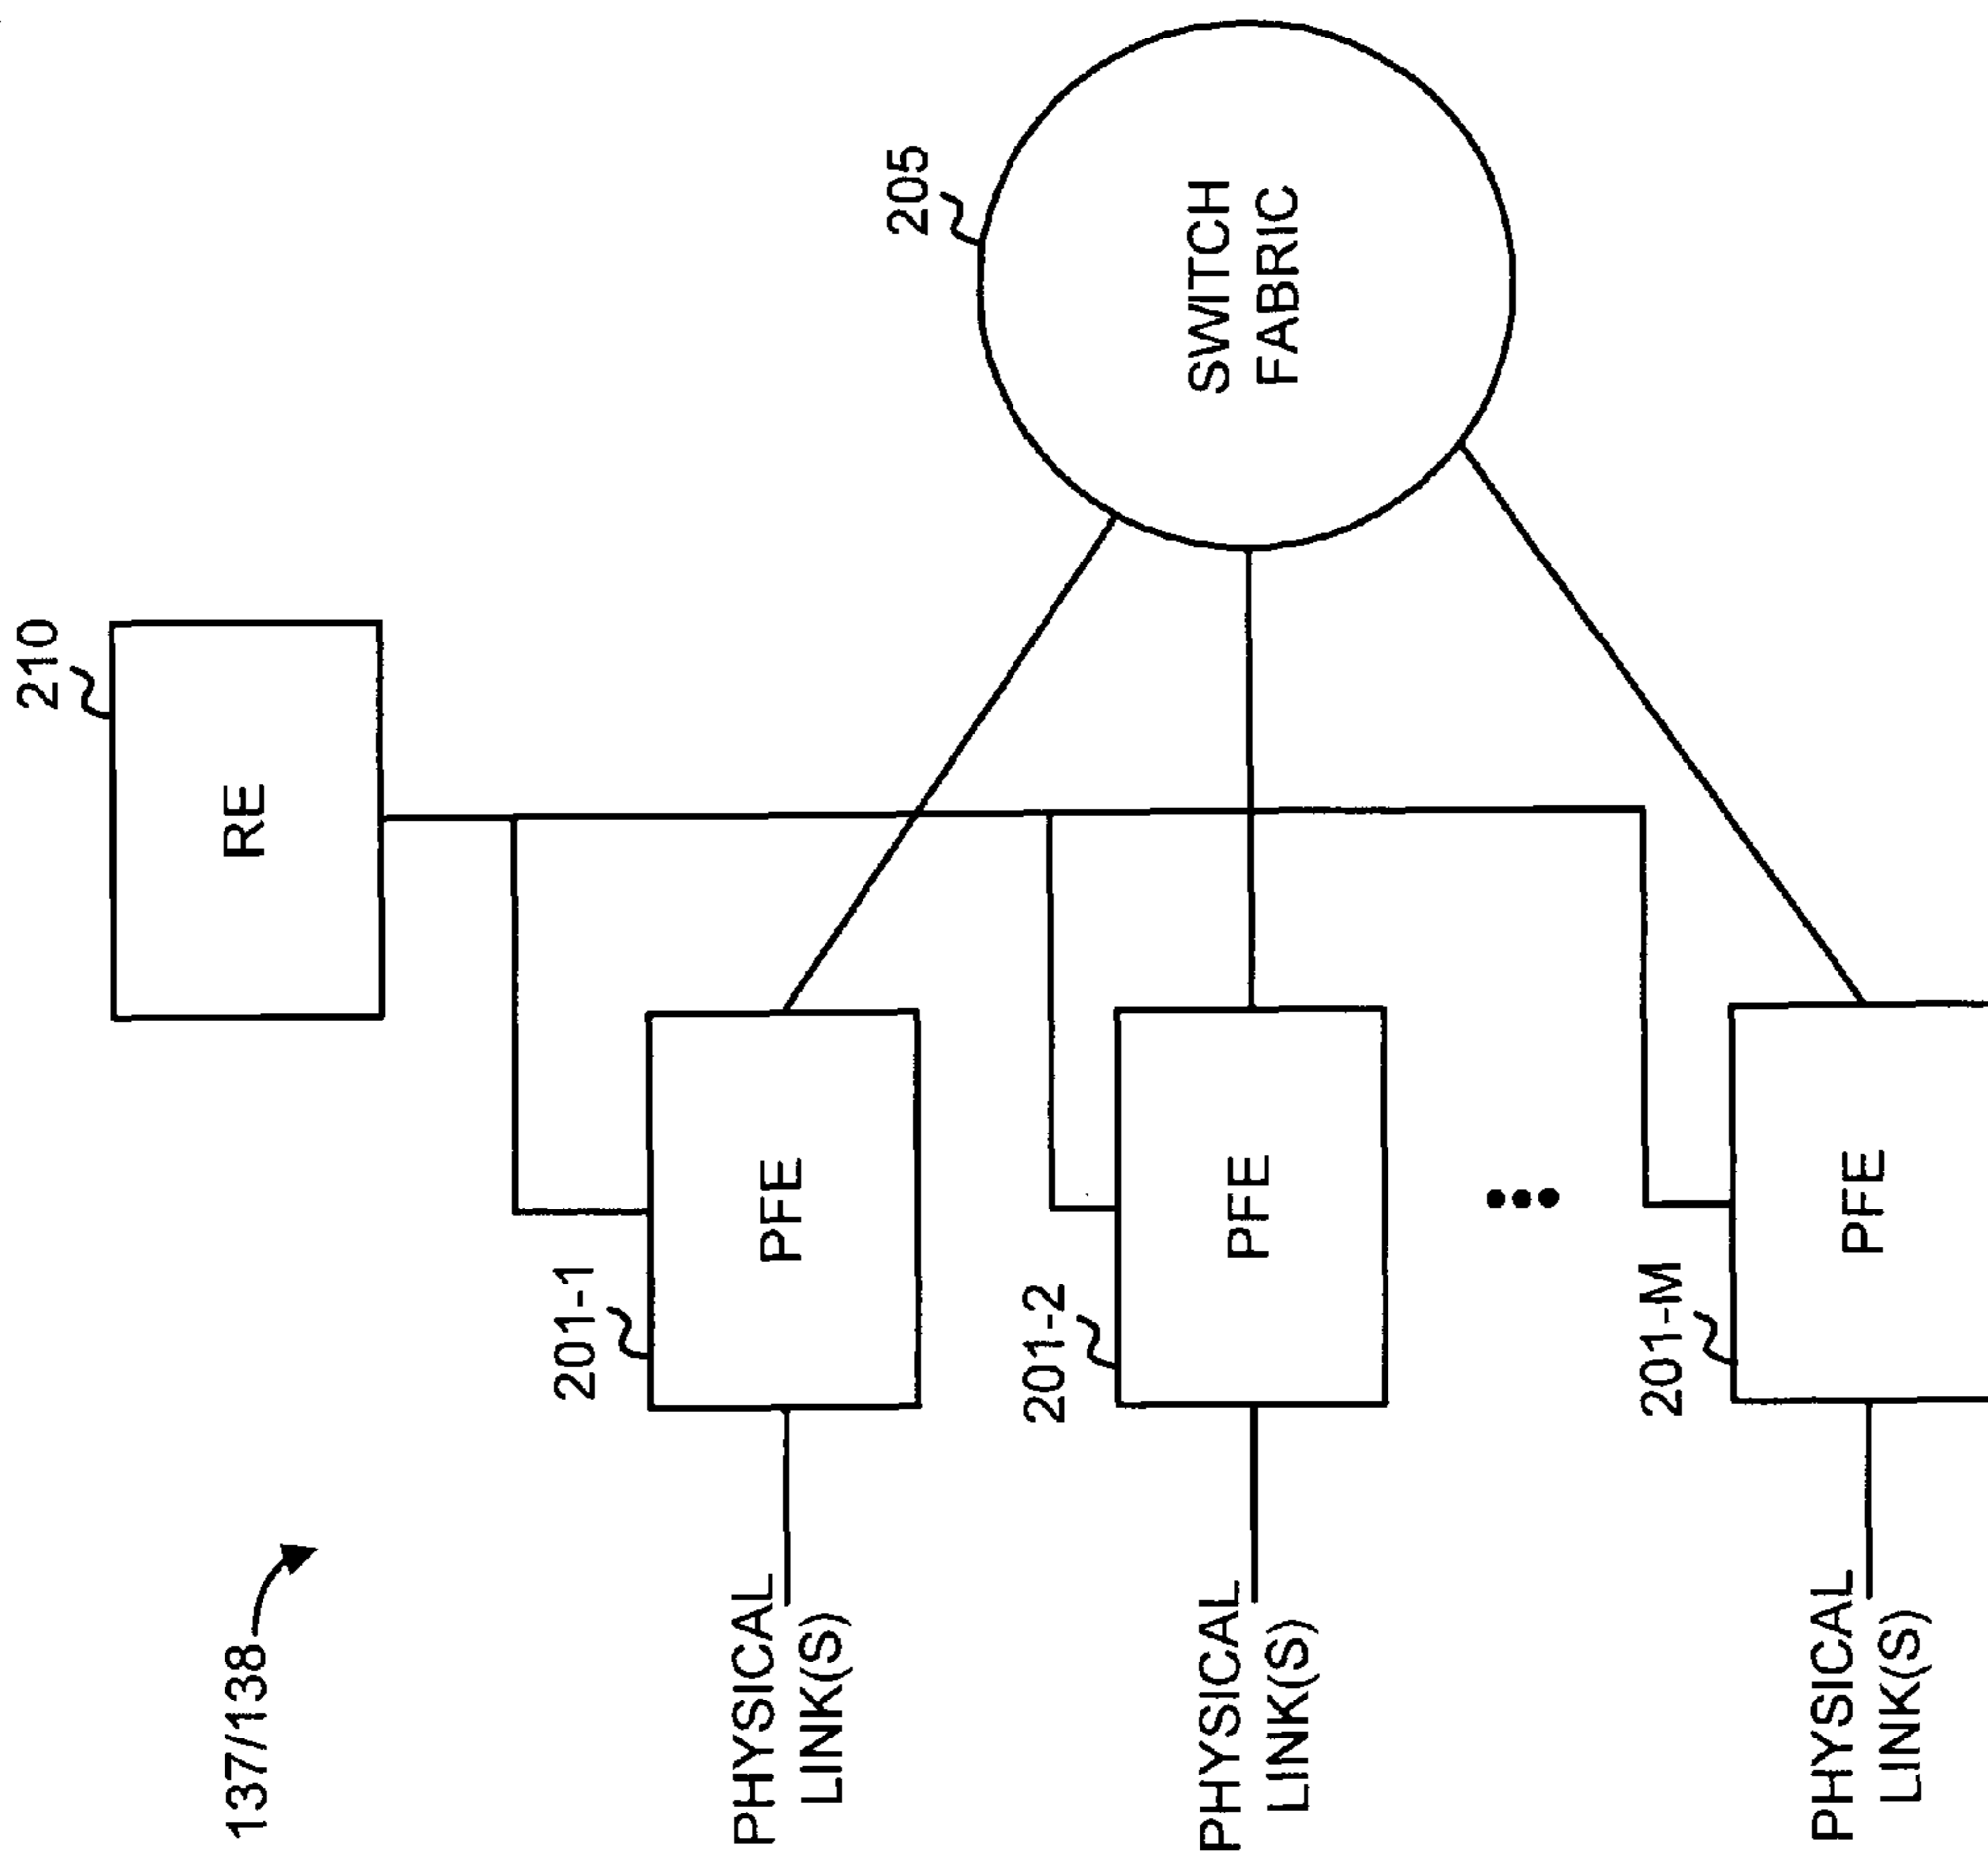 137/138
210
RE
205
SWITCH
FABRIC
201-1
PFE
PHYSICAL
LINK(S)
201-2
PFE
PHYSICAL
LINK(S)
201-M
PFE
PHYSICAL
LINK(S)